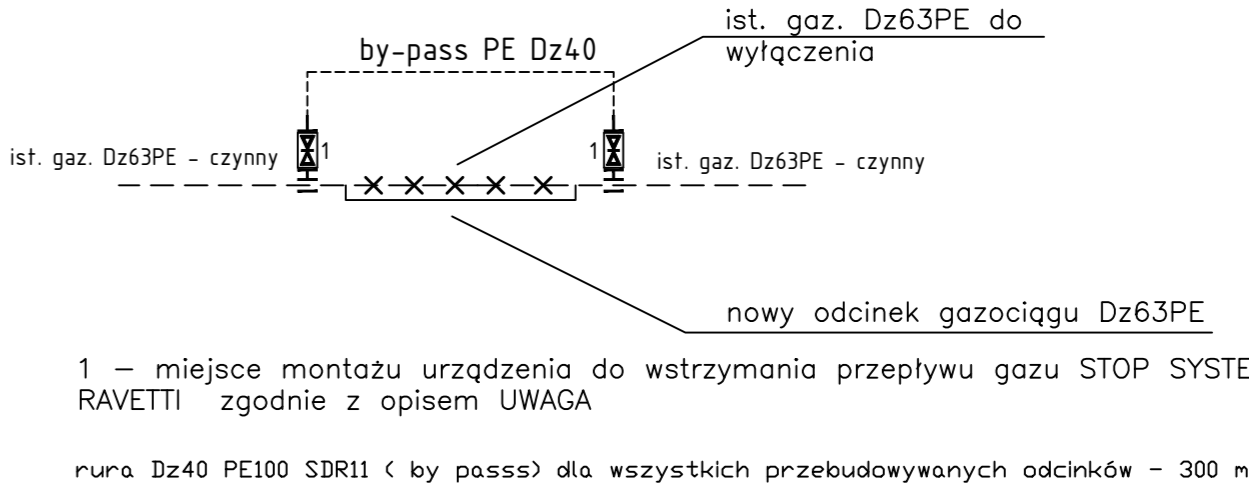 ist. gaz. Dz63PE do
wyłączenia
by-pass PE Dz40
ist. gaz. Dz63PE - czynny
1
1
ist. gaz. Dz63PE - czynny
nowy odcinek gazociągu Dz63PE
1 – miejsce montażu urządzenia do wstrzymania przepływu gazu STOP SYSTE
RAVETTI zgodnie z opisem UWAGA
rura Dz40 PE100 SDR11 ( by passs) dla wszystkich przebudowywanych odcinków - 300 m